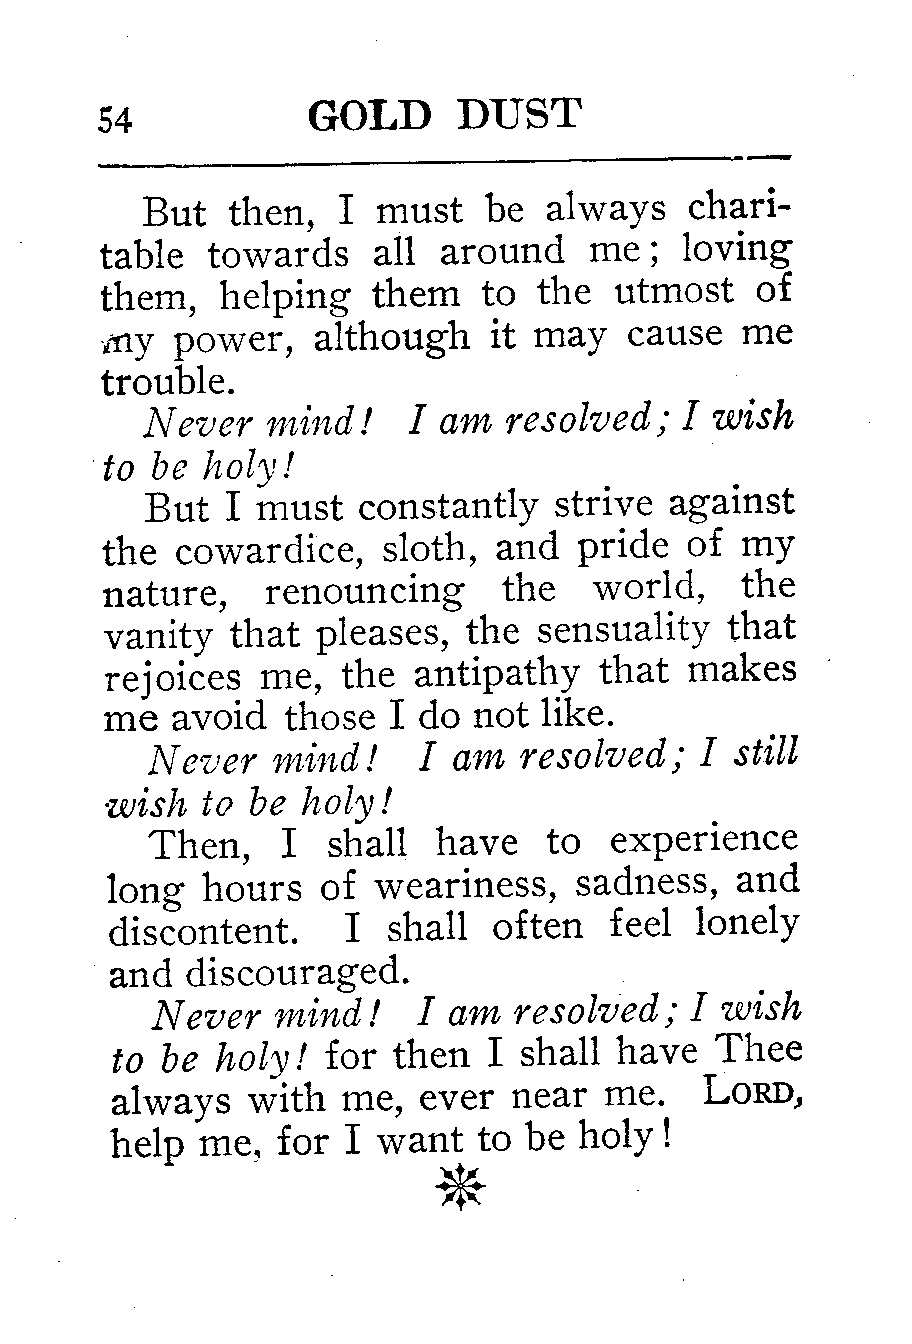 54 GOLD DUST
But then, I must be always chari-
table towards all around me; loving
them, helping them to the utmost of
my power, although it may cause me
trouble.
Never mind! I am resolved; I wish
to be holy!
But I must constantly strive against
the cowardice, sloth, and pride of my
nature, renouncing the world, the
vanity that pleases, the sensuality that
rejoices me, the antipathy that makes
me avoid those I do not like.
Never mind! I am resolved; I still
wish to be holy!
Then, I shall have to experience
long hours of weariness, sadness, and
discontent. I shall often feel lonely
and discouraged.
Never mind! I am resolved; I wish
to be holy! for then I shall have Thee
always with me, ever near me. LORD,
help me, for I want to be holy!